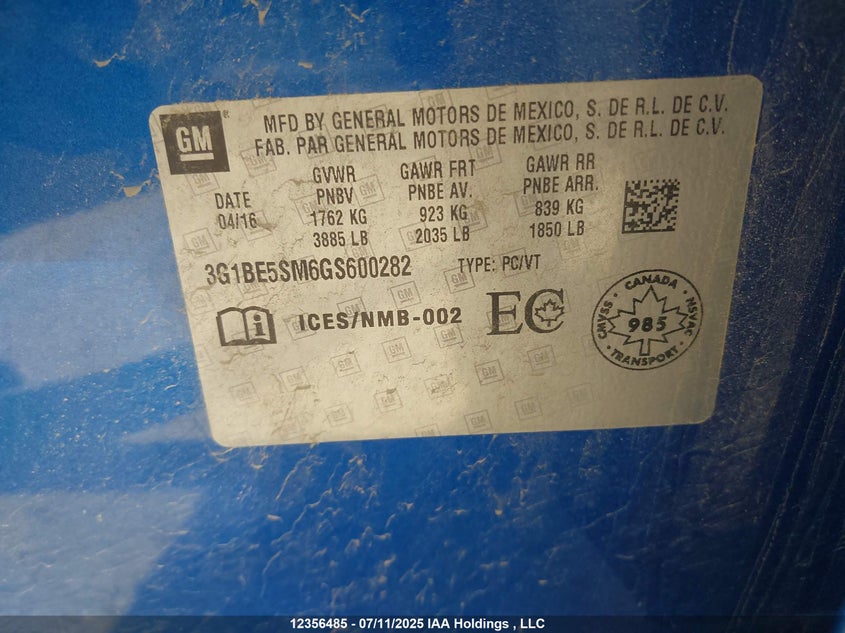 GM
MFD BY GENERAL MOTORS DE MEXICO, S. DE R.L. DE C.V.
FAB. PAR GENERAL MOTORS DE MEXICO, S. DE R.L. DE C.V.
GVWR GAWR FRT GAWR RR
DATE PNBV PNBE AV. PNBE ARR.
04/16 1762 KG 923 KG 839 KG
3885 LB 2035 LB 1850 LB
3G1BE5SM6GS600282 TYPE: PC/VT
ICES/NMB-002 EC
CANADA
CMVSS 985 NSVAC
TRANSPORT
12356485 - 07/11/2025 IAA Holdings , LLC